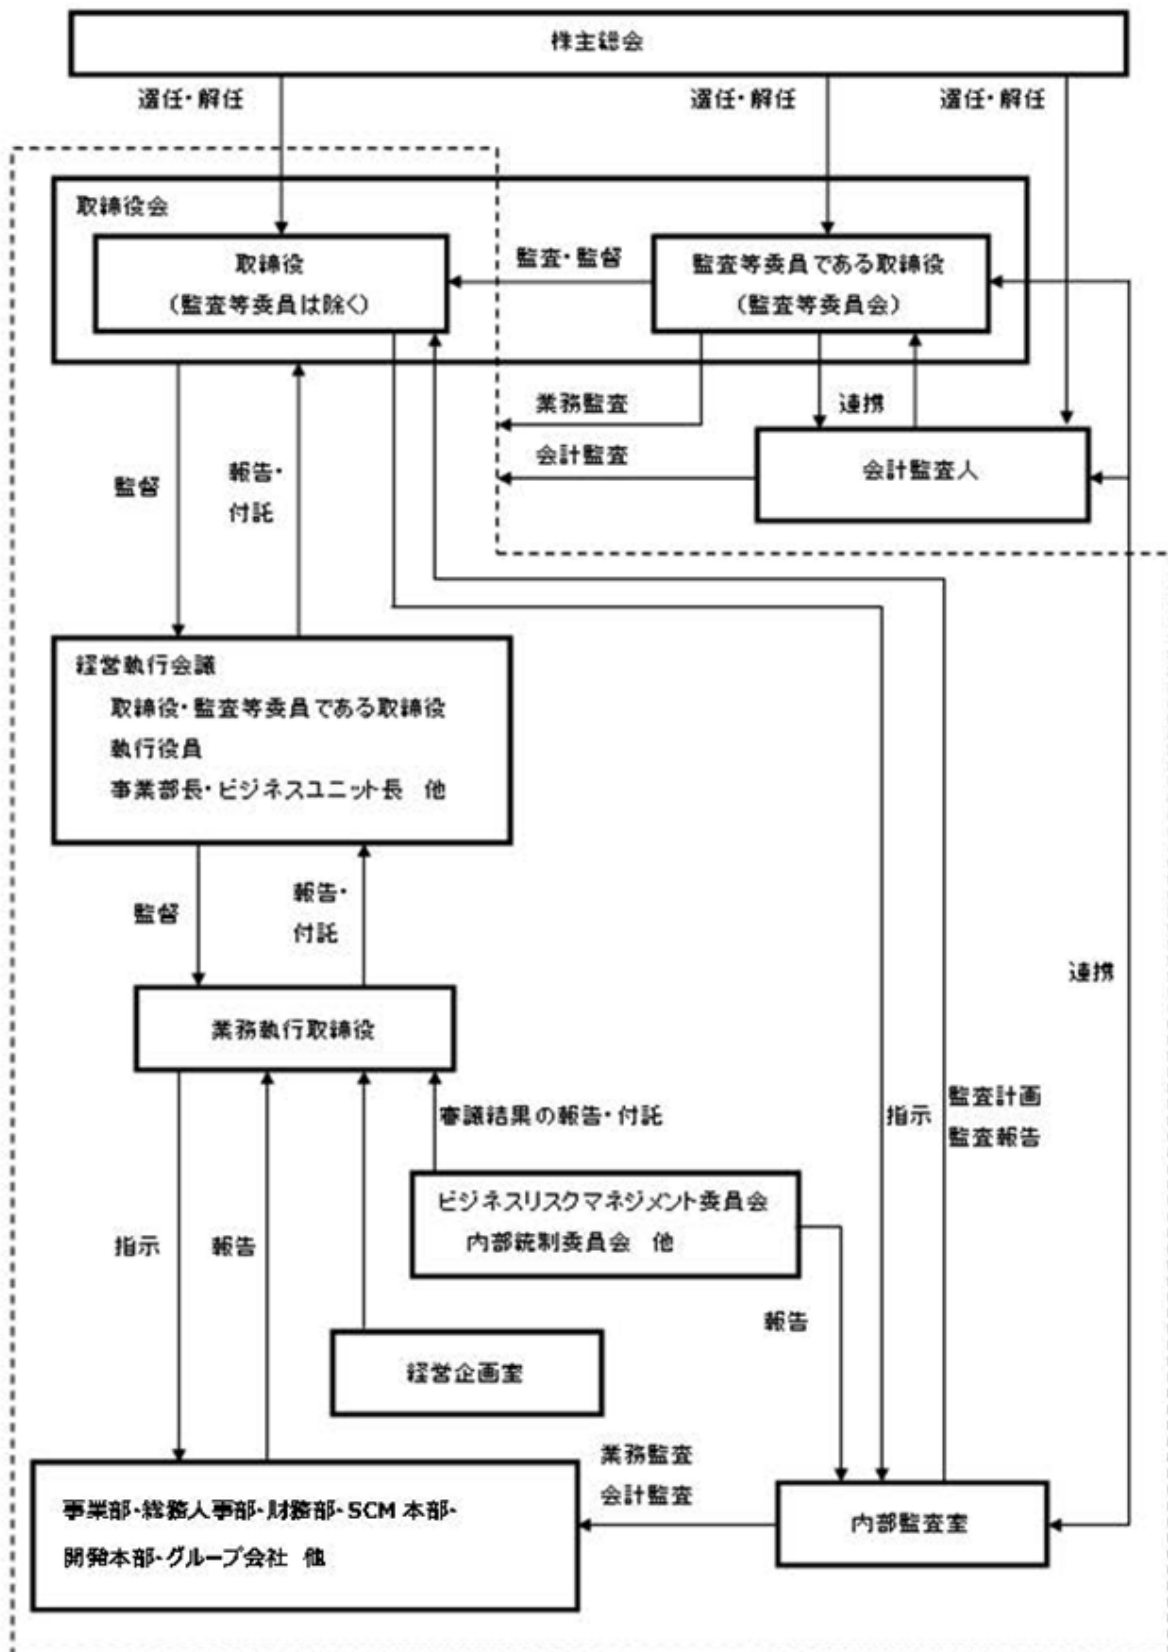 株主総会
選任・解任
選任・解任
選任・解任
取締役会
取締役
（監査等委員は除く）
監査・監督
監査等委員である取締役
（監査等委員会）
業務監査
連携
会計監査
会計監査人
監督
報告・
付託
経営執行会議
取締役・監査等委員である取締役
執行役員
事業部長・ビジネスユニット長　他
監督
報告・
付託
連携
業務執行取締役
審議結果の報告・付託
指示
監査計画
監査報告
ビジネスリスクマネジメント委員会
内部統制委員会　他
指示
報告
報告
経営企画室
業務監査
会計監査
事業部・総務人事部・財務部・SCM 本部・
開発本部・グループ会社　他
内部監査室